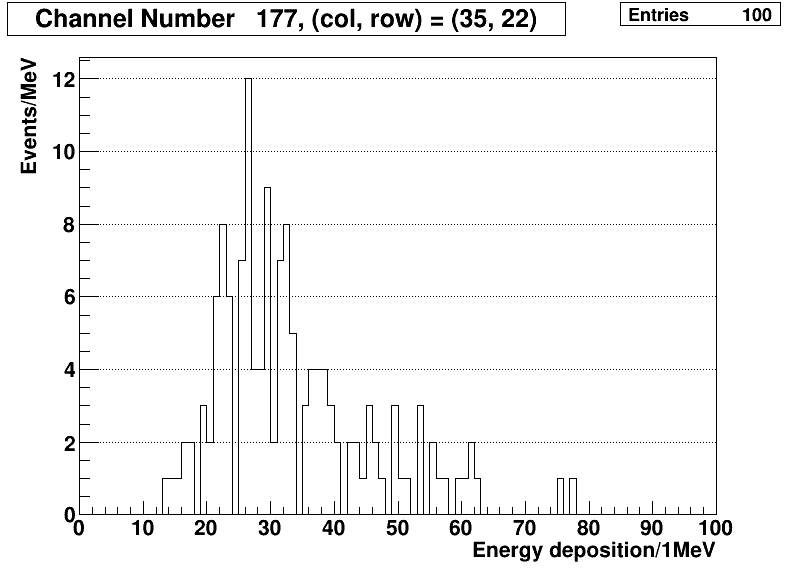 Channel Number 177, (col, row) = (35, 22)
Entries 100
Events/MeV
12
10
8
6
4
2
0
0 10 20 30 40 50 60 70 80 90 100
Energy deposition/1MeV